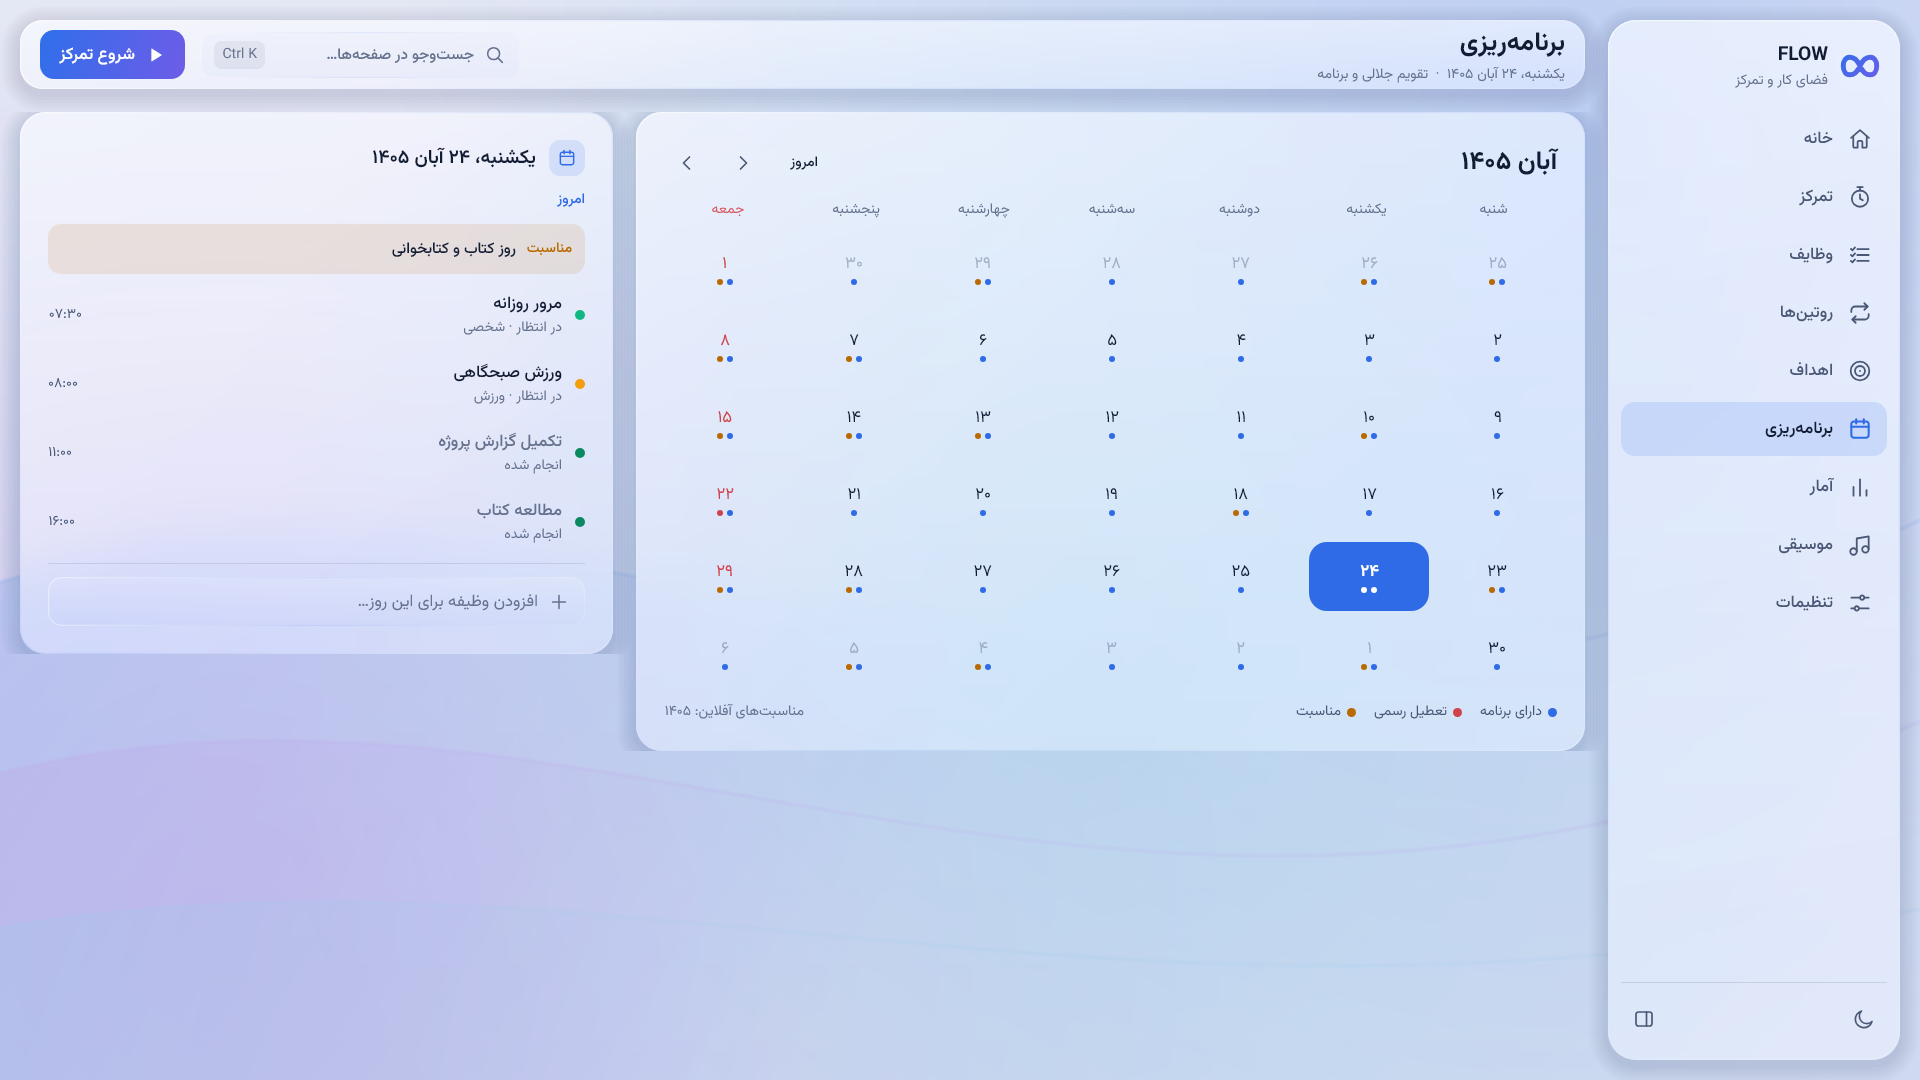 FLOW
فضای کار و تمرکز
خانه
تمرکز
وظایف
روتین‌ها
اهداف
برنامه‌ریزی
آمار
موسیقی
تنظیمات
برنامه‌ریزی
یکشنبه، ۲۴ آبان ۱۴۰۵ · تقویم جلالی و برنامه
جست‌وجو در صفحه‌ها...
Ctrl K
شروع تمرکز
آبان ۱۴۰۵
امروز
شنبه یکشنبه دوشنبه سه‌شنبه چهارشنبه پنجشنبه جمعه
۲۵ ۲۶ ۲۷ ۲۸ ۲۹ ۳۰ ۱
۲ ۳ ۴ ۵ ۶ ۷ ۸
۹ ۱۰ ۱۱ ۱۲ ۱۳ ۱۴ ۱۵
۱۶ ۱۷ ۱۸ ۱۹ ۲۰ ۲۱ ۲۲
۲۳ ۲۴ ۲۵ ۲۶ ۲۷ ۲۸ ۲۹
۳۰ ۱ ۲ ۳ ۴ ۵ ۶
دارای برنامه تعطیل رسمی مناسبت
مناسبت‌های آفلاین: ۱۴۰۵
یکشنبه، ۲۴ آبان ۱۴۰۵
امروز
مناسبت روز کتاب و کتابخوانی
مرور روزانه
در انتظار · شخصی
۰۷:۳۰
ورزش صبحگاهی
در انتظار · ورزش
۰۸:۰۰
تکمیل گزارش پروژه
انجام شده
۱۱:۰۰
مطالعه کتاب
انجام شده
۱۶:۰۰
افزودن وظیفه برای این روز...